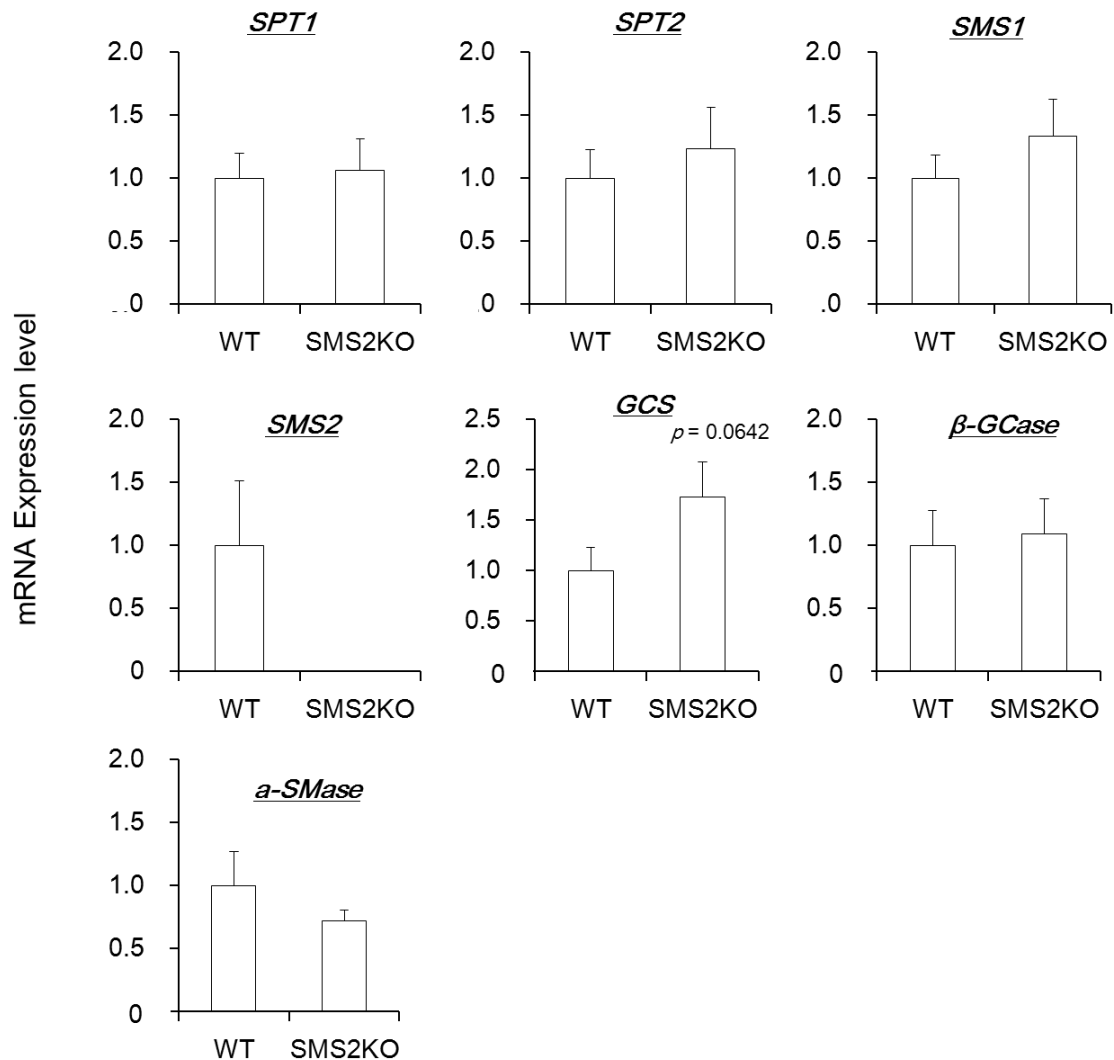 SPT1
2.0
1.5
1.0
0.5
.0
WT SMS2KO
SPT2
2.0
1.5
1.0
0.5
.0
WT SMS2KO
SMS1
2.0
1.5
1.0
0.5
.0
WT SMS2KO
mRNA Expression level
SMS2
2.0
1.5
1.0
0.5
0
WT SMS2KO
GCS
p = 0.0642
2.5
2.0
1.5
1.0
0.5
0
WT SMS2KO
β-GCase
2.0
1.5
1.0
0.5
0
WT SMS2KO
a-SMase
2.0
1.5
1.0
0.5
0
WT SMS2KO